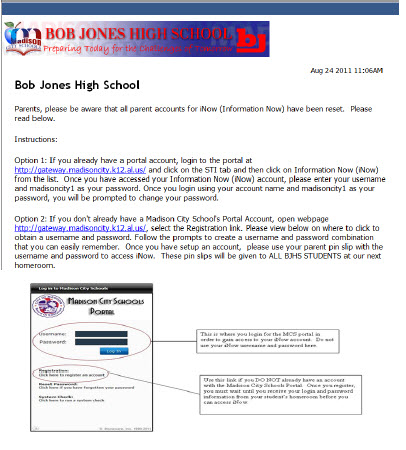 Madison
City Schools
BOB JONES HIGH SCHOOL
Preparing Today for the Challenges of Tomorrow
bj
Aug 24 2011 11:06AM
Bob Jones High School
Parents, please be aware that all parent accounts for iNow (Information Now) have been reset. Please
read below.
Instructions:
Option 1: If you already have a portal account, login to the portal at
http://gateway.madisoncity.k12.al.us/ and click on the STI tab and then click on Information Now (iNow)
from the list. Once you have accessed your Information Now (iNow) account, please enter your username
and madisoncity1 as your password. Once you login using your account name and madisoncity1 as your
password, you will be prompted to change your password.
Option 2: If you don't already have a Madison City School's Portal Account, open webpage
http://gateway.madisoncity.k12.al.us/, select the Registration link. Please view below on where to click to
obtain a username and password. Follow the prompts to create a username and password combination
that you can easily remember. Once you have setup an account, please use your parent pin slip with the
username and password to access iNow. These pin slips will be given to ALL BJHS STUDENTS at our next
homeroom.
Log in to Madison City Schools
Madison City Schools
Portal
Username:
Password:
Log in
This is where you login for the MCS portal in
order to gain access to your iNow account. Do not
use your iNow username and password here.
Registration:
Click here to register an account
Reset Password:
Click here if you have forgotten your password
System Check:
Click here to run a system check
Use this link if you DO NOT already have an account
with the Madison City Schools Portal. Once you register,
you must wait until you receive your login and password
information from your student's homeroom before you
can access iNow.